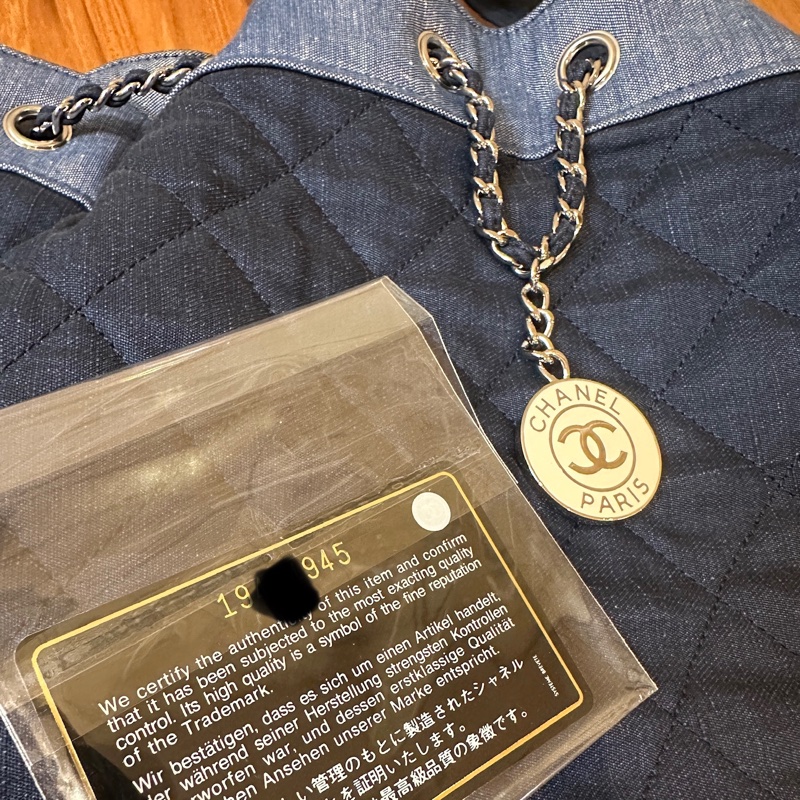 CHANEL
PARIS
19 945
We certify the authenticity of this item and confirm
that it has been subjected to the most exacting quality
control. Its high quality is a symbol of the fine reputation
of the Trademark.
Wir bestätigen, dass es sich um einen Artikel handelt,
der während seiner Herstellung strengsten Kontrollen
erworfen war, und dessen erstklassige Qualität
chen Ansehen unserer Marke entspricht.
い管理のもとに製造されたシャネル
を証明いたします。
最高級品質の象徴です。